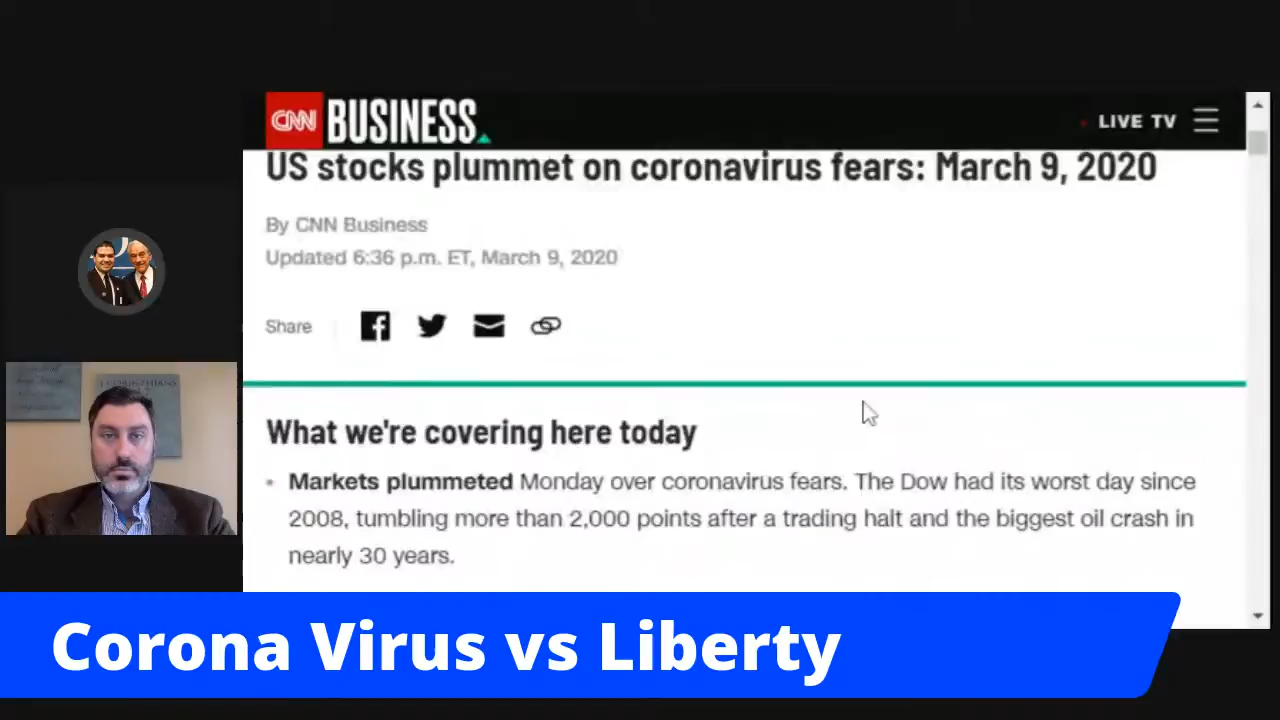 CNN BUSINESS
LIVE TV
US stocks plummet on coronavirus fears: March 9, 2020
By CNN Business
Updated 6:36 p.m. ET, March 9, 2020
Share
What we're covering here today
• Markets plummeted Monday over coronavirus fears. The Dow had its worst day since
2008, tumbling more than 2,000 points after a trading halt and the biggest oil crash in
nearly 30 years.
Corona Virus vs Liberty